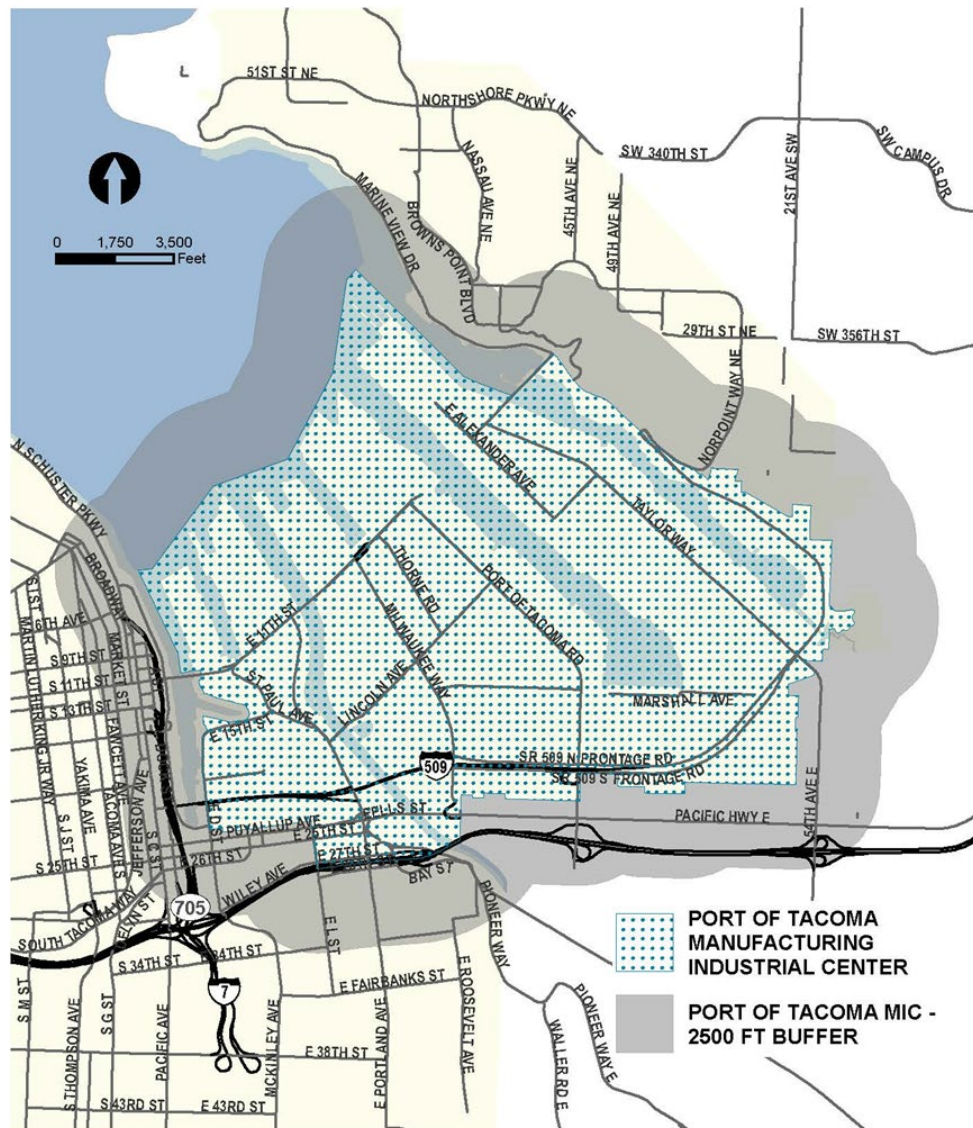 51ST ST NE
NORTHSHORE PKWY NE
SW 340TH ST
SW CAMPUS DR
21ST AVE SW
NASSAU AVE NE
45TH AVE NE
49TH AVE NE
MARINE VIEW DR
BROWNS POINT BLVD
0 1,750 3,500
Feet
29TH ST NE
SW 356TH ST
NORPOINT WAY NE
E ALEXANDER AVE
TAYLOR WAY
N SCHUSTER PKWY
BROADWAY
THORNE RD
PORT OF TACOMA RD
MILWAUKEE WAY
E 11TH ST
S 1ST
6TH AVE
MARTIN LUTHER KING JR WAY
S 9TH ST
S 11TH ST
S 13TH ST
MARKET ST
FAWCETT AVE
YAKIMA AVE
TACOMA AVE S
JEFFERSON AVE
S J ST
S C ST
ST PAUL AVE
LINCOLN AVE
E 15TH ST
MARSHALL AVE
509
SR 509 N FRONTAGE RD
SR 509 S FRONTAGE RD
54TH AVE E
PACIFIC HWY E
EELLS ST
E D ST
PUYALLUP AVE
E 25TH ST
E 26TH ST
E 27TH ST
BAY ST
WILEY AVE
S 25TH ST
SOUTH TACOMA WAY
705
PIONEER WAY
E L ST
S 34TH ST
E 34TH ST
E FAIRBANKS ST
7
S M ST
S THOMPSON AVE
S G ST
PACIFIC AVE
MCKINLEY AVE
E PORTLAND AVE
E ROOSEVELT AVE
E 38TH ST
S 43RD ST
E 43RD ST
WALLER RD E
PIONEER WAY E
PORT OF TACOMA
MANUFACTURING
INDUSTRIAL CENTER
PORT OF TACOMA MIC -
2500 FT BUFFER